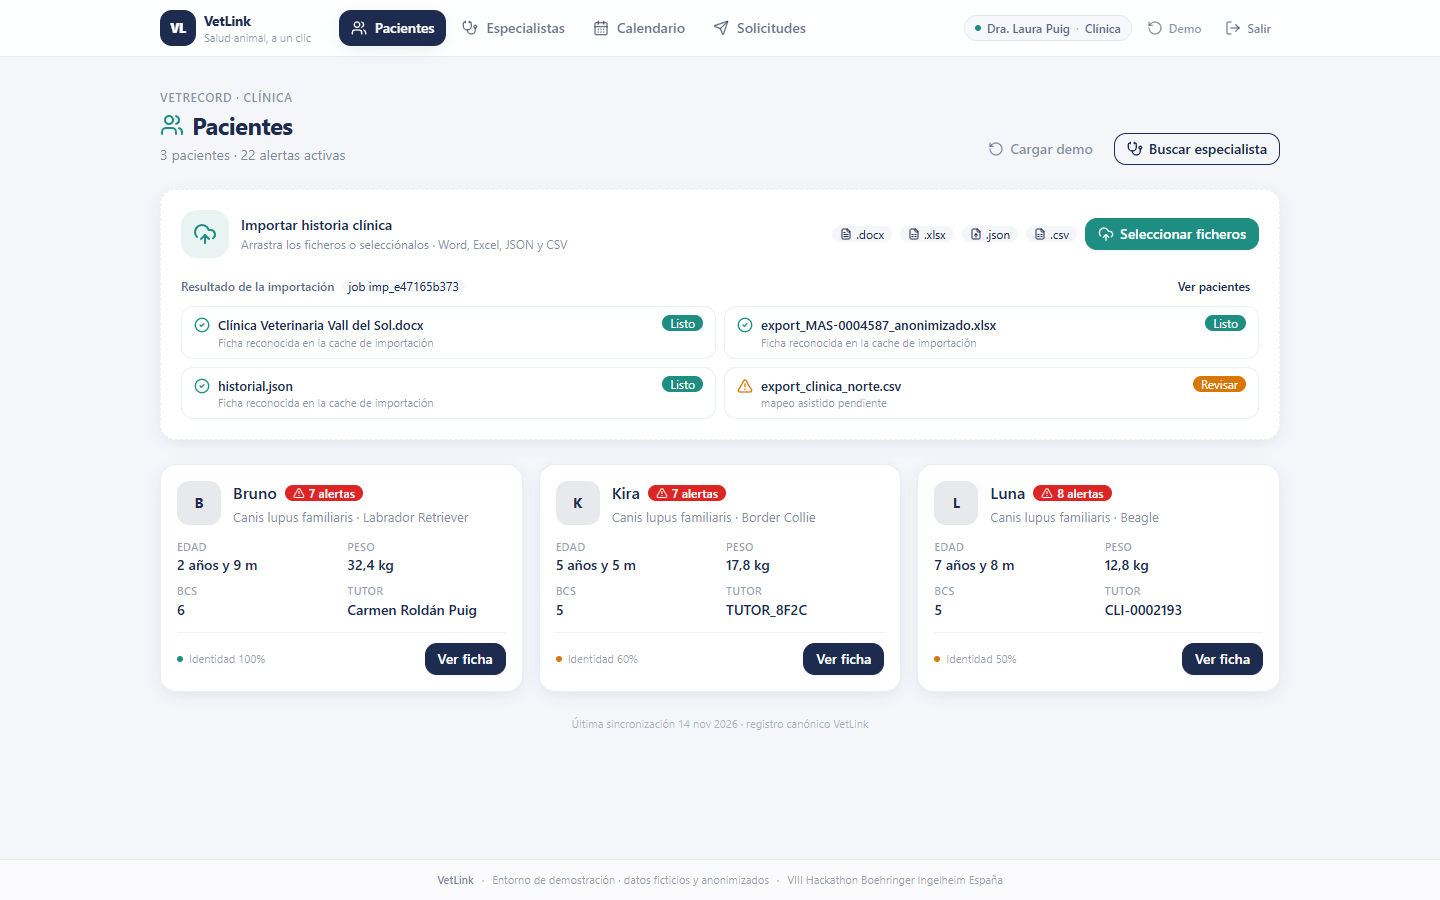 VL
VetLink
Salud animal, a un clic
Pacientes
Especialistas
Calendario
Solicitudes
Dra. Laura Puig · Clínica
Demo
Salir
VETRECORD · CLÍNICA
Pacientes
3 pacientes · 22 alertas activas
Cargar demo
Buscar especialista
Importar historia clínica
Arrastra los ficheros o selecciónalos · Word, Excel, JSON y CSV
.docx
.xlsx
.json
.csv
Seleccionar ficheros
Resultado de la importación
job imp_e47165b373
Ver pacientes
Clínica Veterinaria Vall del Sol.docx
Listo
Ficha reconocida en la cache de importación
export_MAS-0004587_anonimizado.xlsx
Listo
Ficha reconocida en la cache de importación
historial.json
Listo
Ficha reconocida en la cache de importación
export_clinica_norte.csv
Revisar
mapeo asistido pendiente
B
Bruno
7 alertas
Canis lupus familiaris · Labrador Retriever
EDAD
PESO
2 años y 9 m
32,4 kg
BCS
TUTOR
6
Carmen Roldán Puig
Identidad 100%
Ver ficha
K
Kira
7 alertas
Canis lupus familiaris · Border Collie
EDAD
PESO
5 años y 5 m
17,8 kg
BCS
TUTOR
5
TUTOR_8F2C
Identidad 60%
Ver ficha
L
Luna
8 alertas
Canis lupus familiaris · Beagle
EDAD
PESO
7 años y 8 m
12,8 kg
BCS
TUTOR
5
CLI-0002193
Identidad 50%
Ver ficha
Última sincronización 14 nov 2026 · registro canónico VetLink
VetLink · Entorno de demostración · datos ficticios y anonimizados · VIII Hackathon Boehringer Ingelheim España